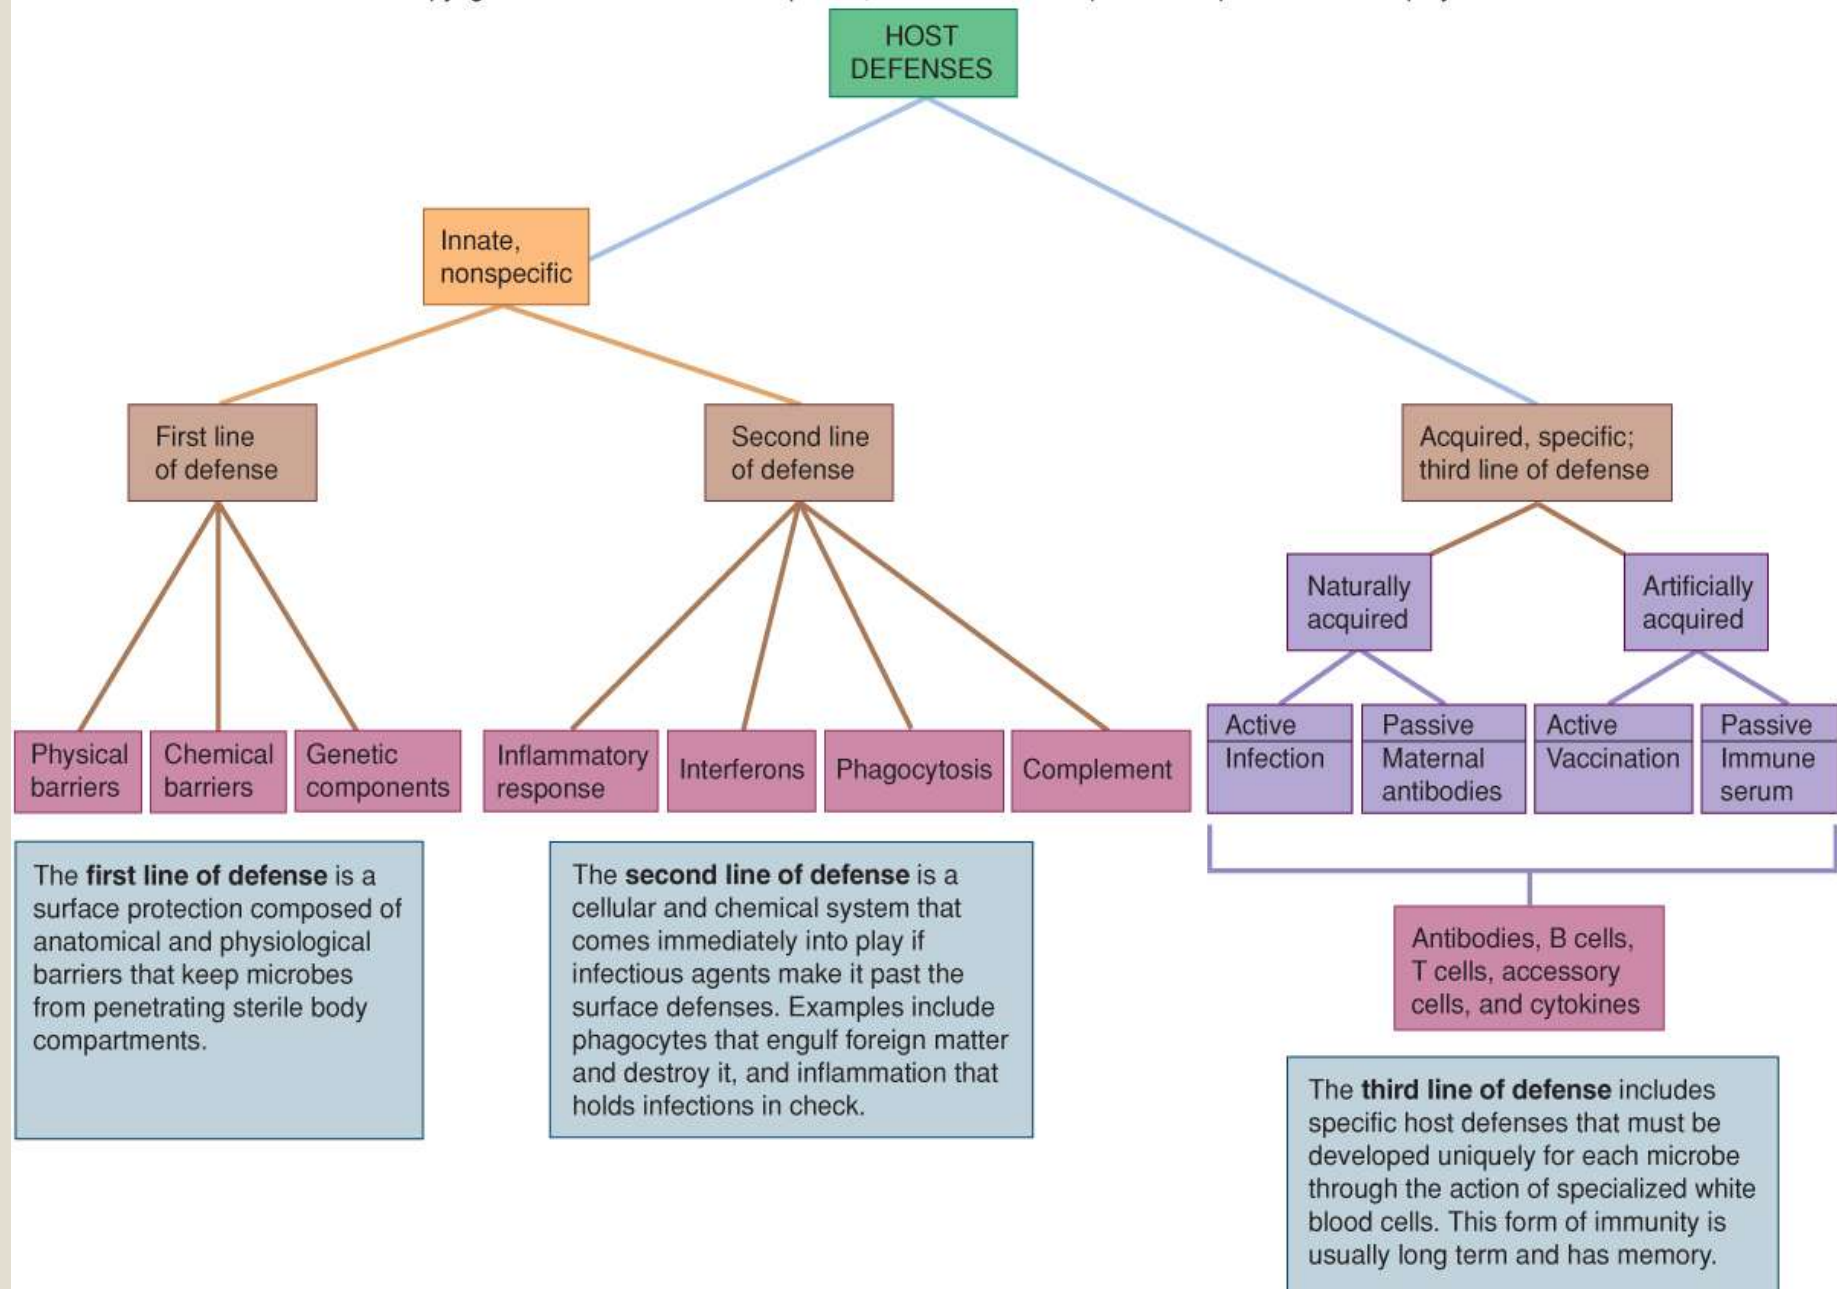 HOST
DEFENSES
Innate,
nonspecific
First line
of defense
Second line
of defense
Acquired, specific;
third line of defense
Naturally
acquired
Artificially
acquired
Physical
barriers
Chemical
barriers
Genetic
components
Inflammatory
response
Interferons
Phagocytosis
Complement
Active
Infection
Passive
Maternal
antibodies
Active
Vaccination
Passive
Immune
serum
The first line of defense is a
surface protection composed of
anatomical and physiological
barriers that keep microbes
from penetrating sterile body
compartments.
The second line of defense is a
cellular and chemical system that
comes immediately into play if
infectious agents make it past the
surface defenses. Examples include
phagocytes that engulf foreign matter
and destroy it, and inflammation that
holds infections in check.
Antibodies, B cells,
T cells, accessory
cells, and cytokines
The third line of defense includes
specific host defenses that must be
developed uniquely for each microbe
through the action of specialized white
blood cells. This form of immunity is
usually long term and has memory.